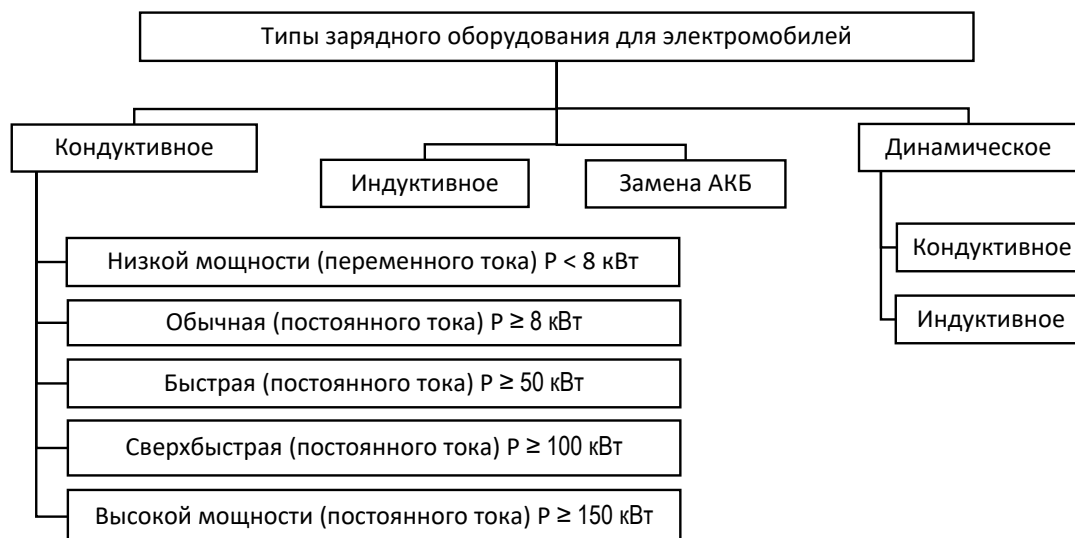 Типы зарядного оборудования для электромобилей
Кондуктивное
Динамическое
Индуктивное
Замена АКБ
Кондуктивное
Индуктивное
Низкой мощности (переменного тока) P < 8 кВт
Обычная (постоянного тока) P ≥ 8 кВт
Быстрая (постоянного тока) P ≥ 50 кВт
Сверхбыстрая (постоянного тока) P ≥ 100 кВт
Высокой мощности (постоянного тока) P ≥ 150 кВт